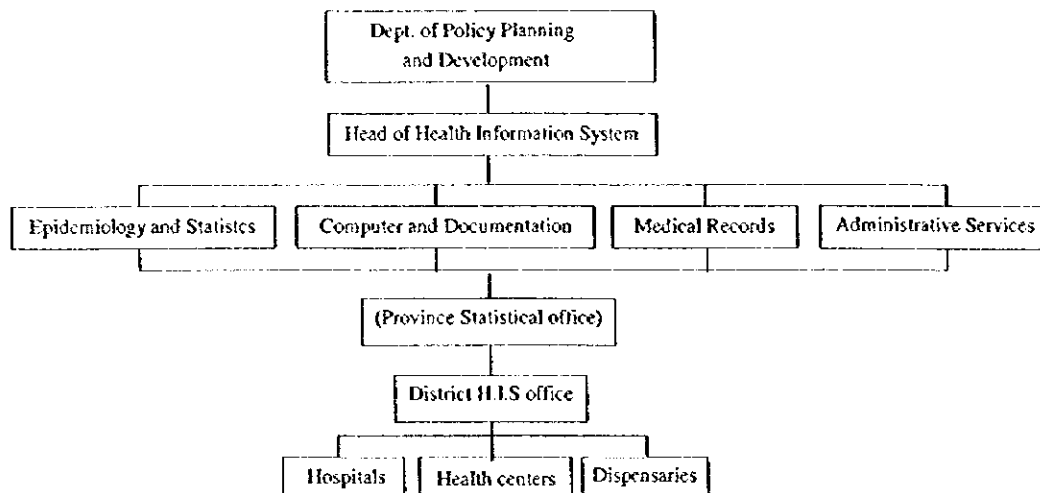 Dept. of Policy Planning
and Development
Head of Health Information System
Epidemiology and Statistcs
Computer and Documentation
Medical Records
Administrative Services
(Province Statistical office)
District H.I.S office
Hospitals
Health centers
Dispensaries